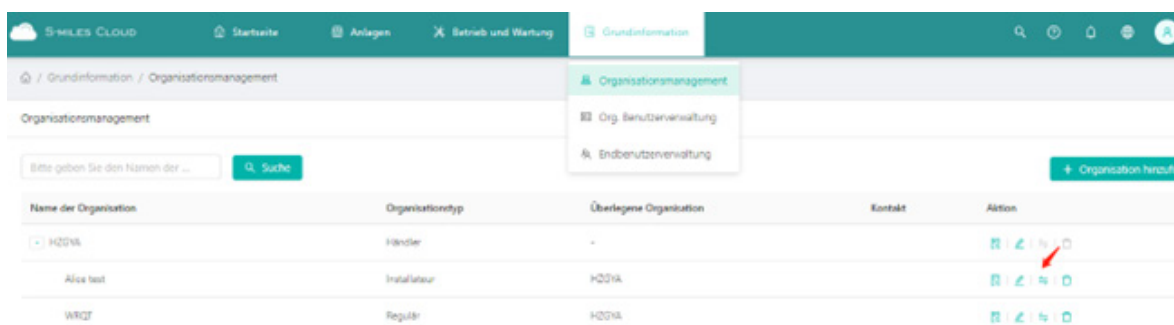 S-MILES CLOUD Startseite Anlagen Betrieb und Wartung Grundinformation
/ Grundinformation / Organisationsmanagement
Organisationsmanagement
Org. Benutzerverwaltung
Endbenutzerverwaltung
Organisationsmanagement
Bitte geben Sie den Namen der ... Suche
+ Organisation hinzufü
Name der Organisation Organisationstyp Überlegene Organisation Kontakt Aktion
HZGYA Händler -
Alice test Installateur HZGYA
WRQT Regulär HZGYA